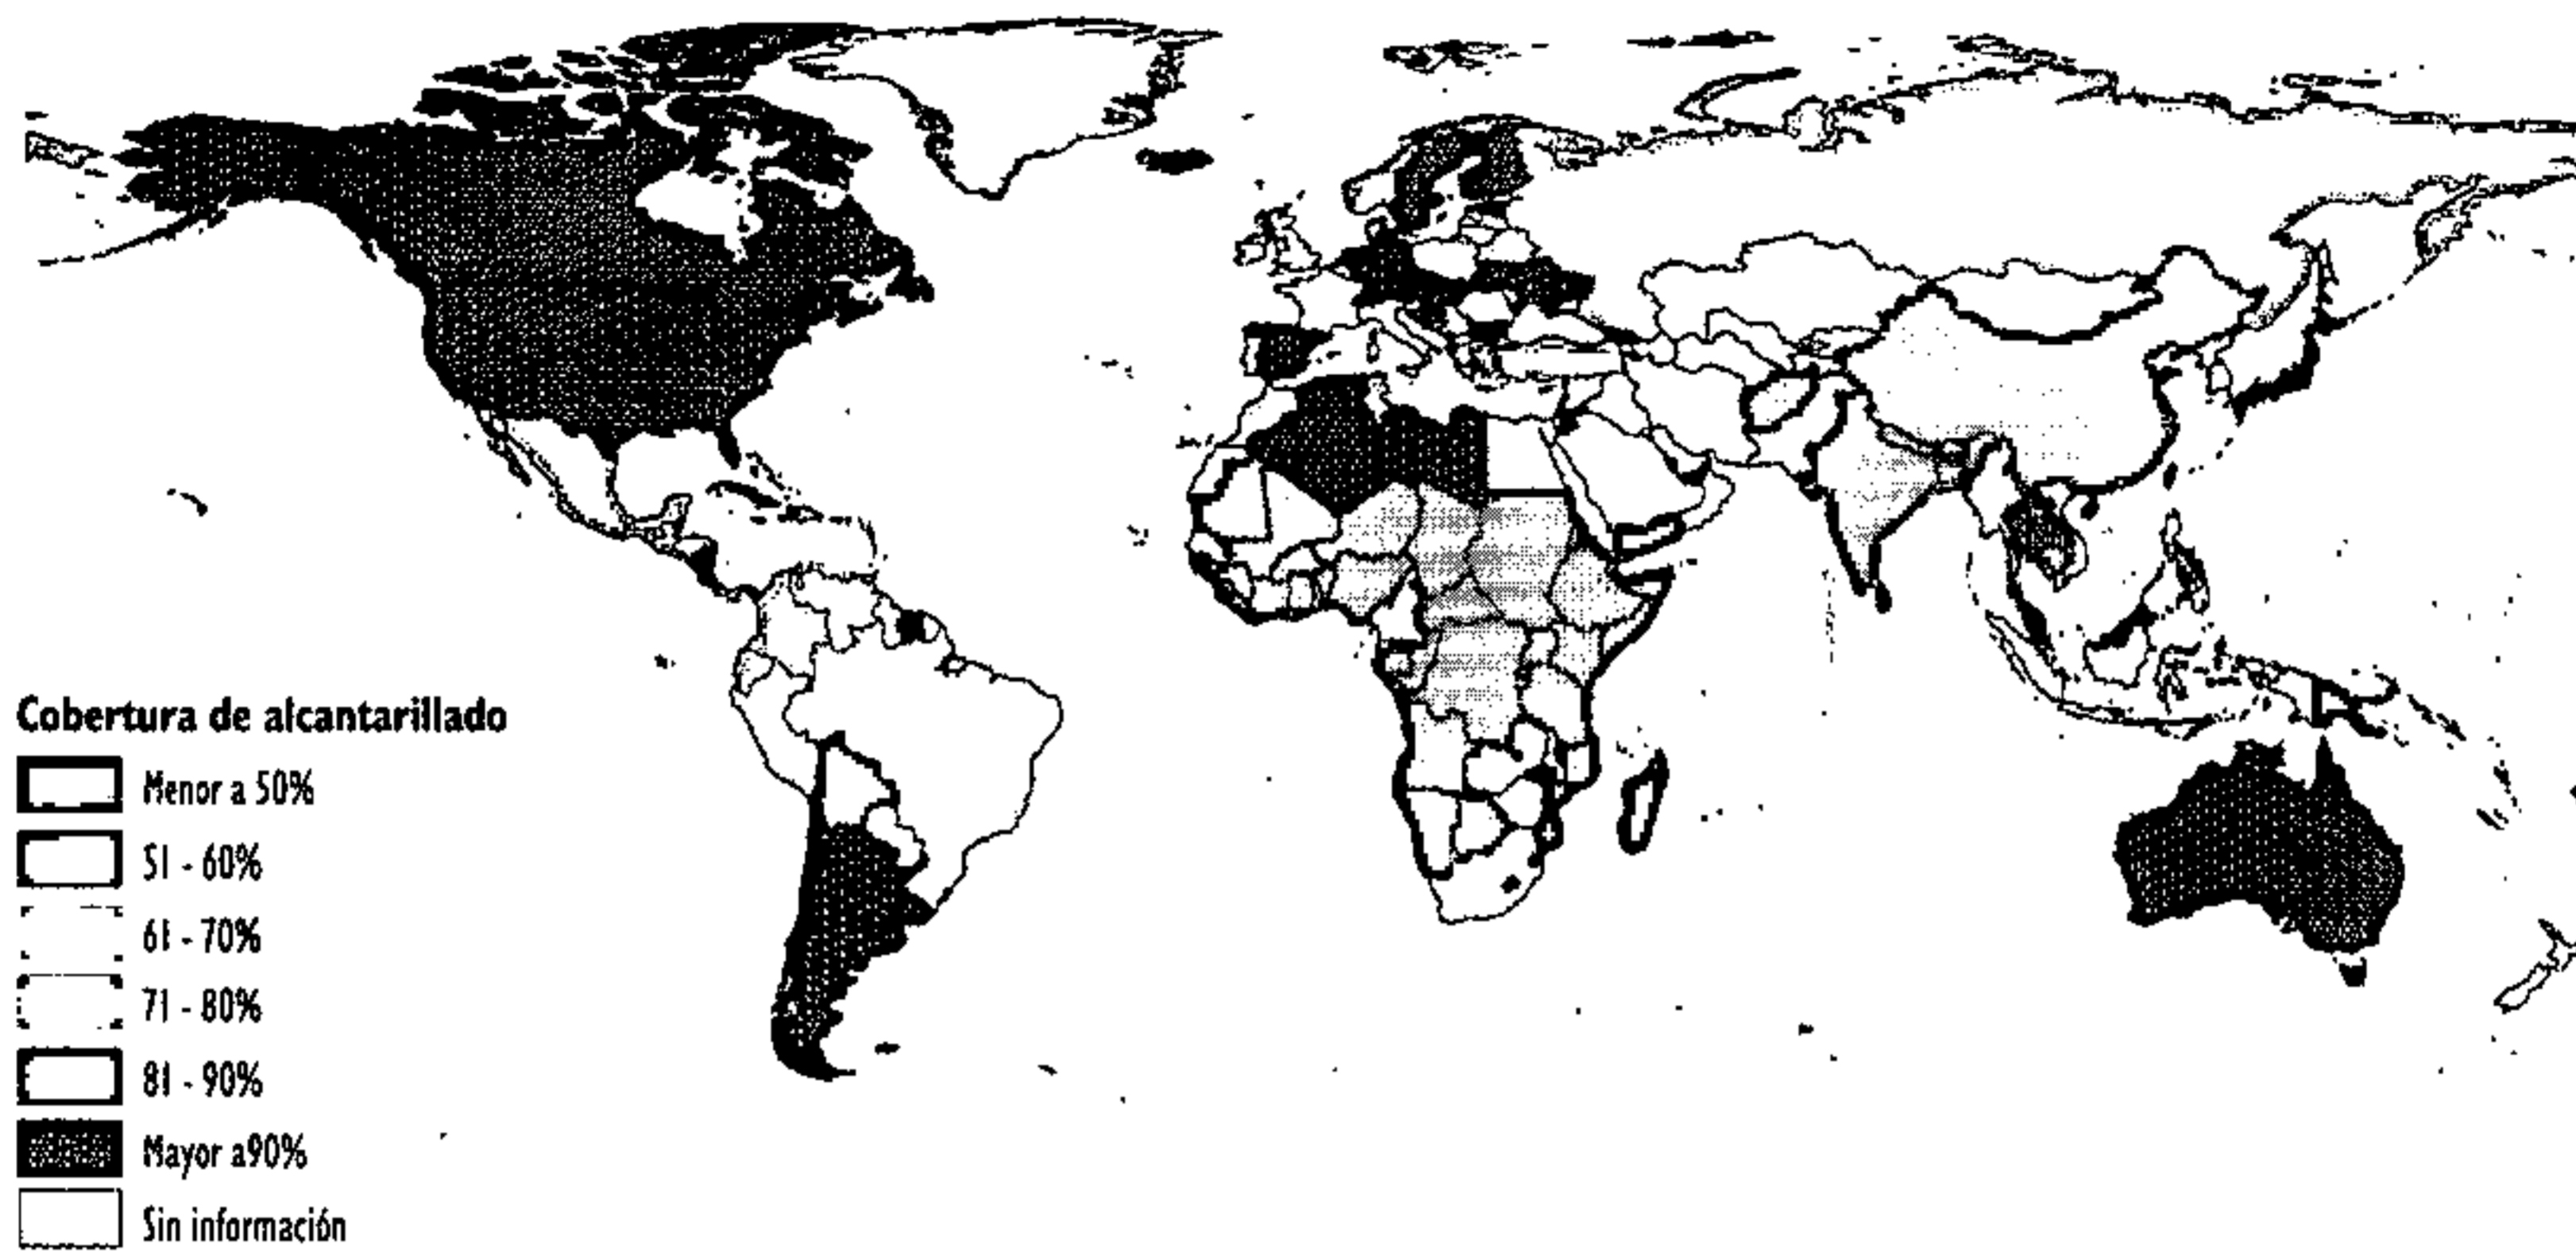 Cobertura de alcantarillado
Menor a 50%
51 - 60%
61 - 70%
71 - 80%
81 - 90%
Mayor a90%
Sin información